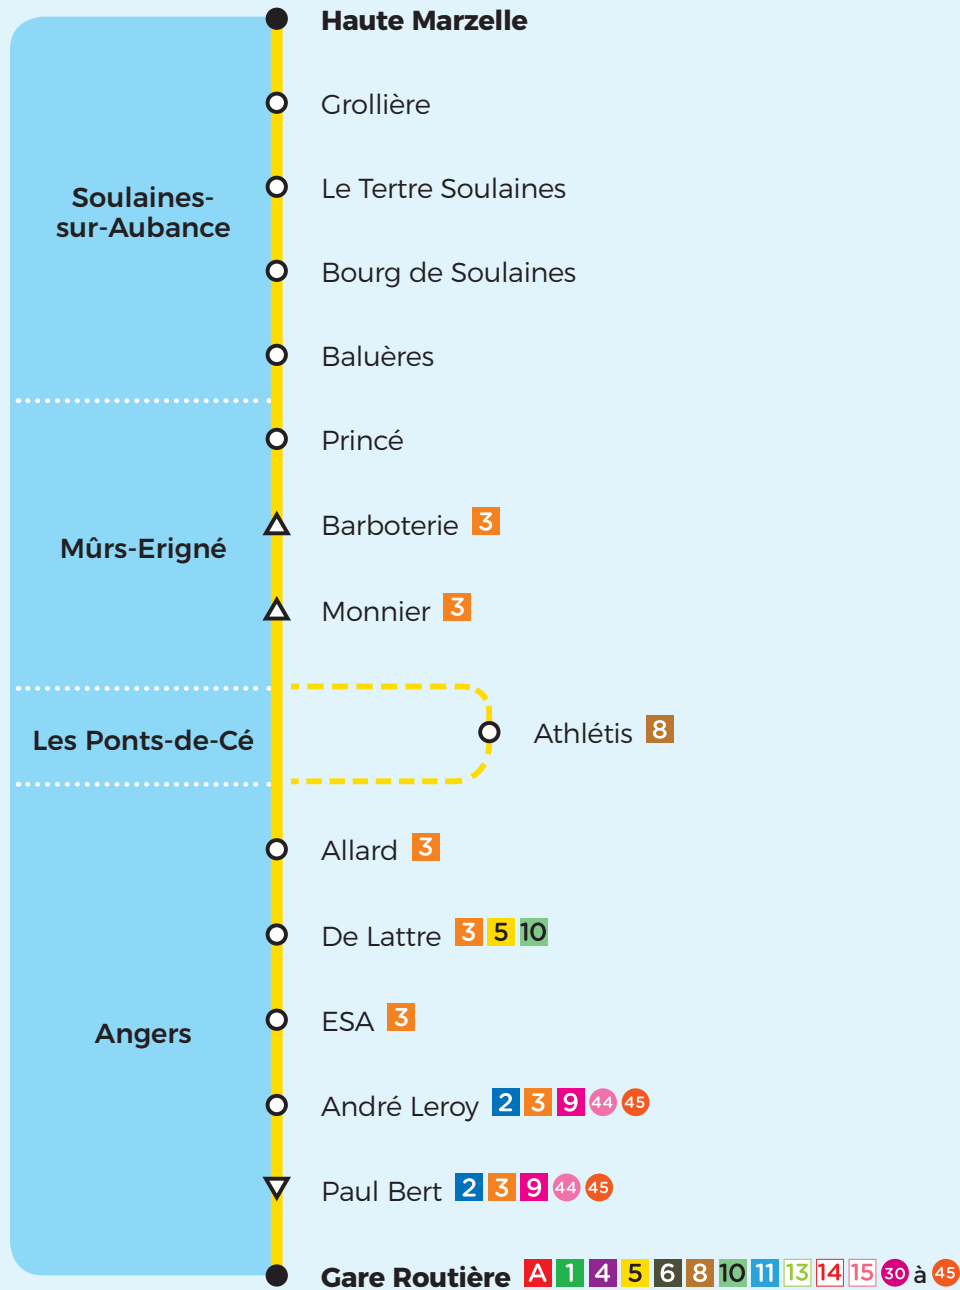 Haute Marzelle
Grollière
Soulaines-
sur-Aubance
Le Tertre Soulaines
Bourg de Soulaines
Baluères
Princé
Mûrs-Erigné
Barboterie 3
Monnier 3
Les Ponts-de-Cé
Athlétis 8
Allard 3
De Lattre 3 5 10
Angers
ESA 3
André Leroy 2 3 9 44 45
Paul Bert 2 3 9 44 45
Gare Routière A 1 4 5 6 8 10 11 13 14 15 30 à 45